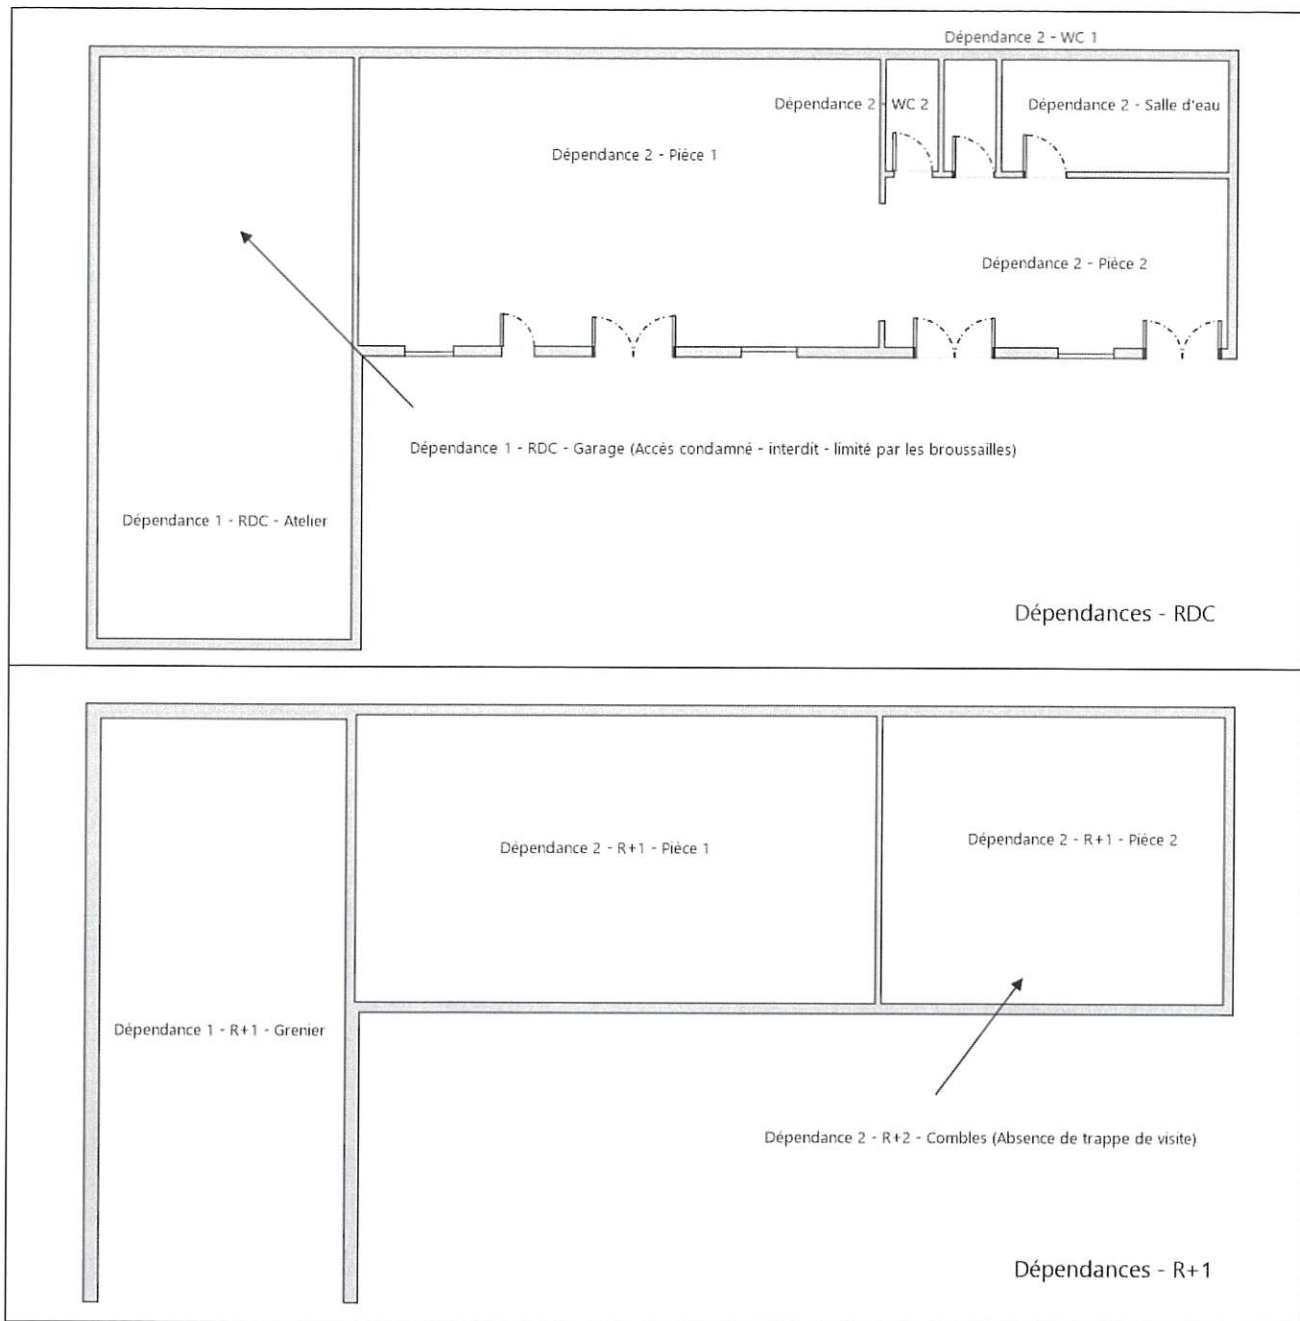 Dépendance 2 - WC 1
Dépendance 2 - WC 2
Dépendance 2 - Salle d'eau
Dépendance 2 - Pièce 1
Dépendance 2 - Pièce 2
Dépendance 1 - RDC - Garage (Accès condamné - interdit - limité par les broussailles)
Dépendance 1 - RDC - Atelier
Dépendances - RDC
Dépendance 2 - R+1 - Pièce 1
Dépendance 2 - R+1 - Pièce 2
Dépendance 1 - R+1 - Grenier
Dépendance 2 - R+2 - Combles (Absence de trappe de visite)
Dépendances - R+1